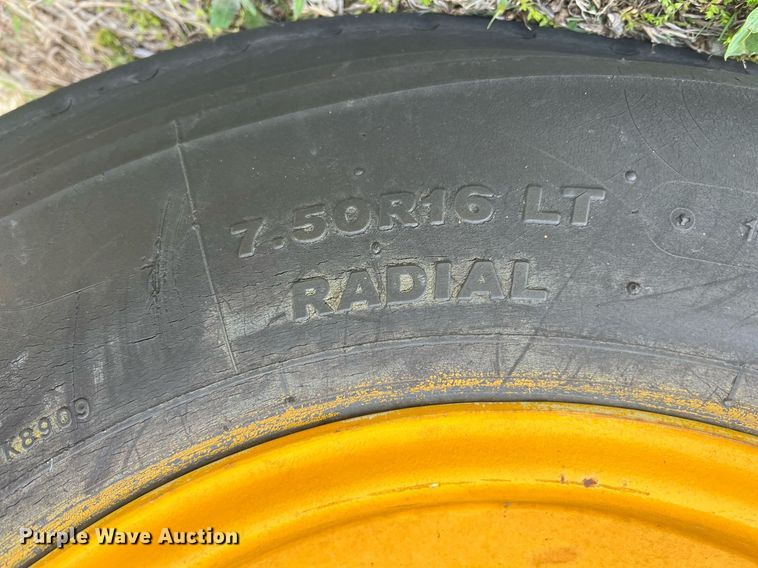 7.50R16 LT
RADIAL
K8909
Purple Wave Auction